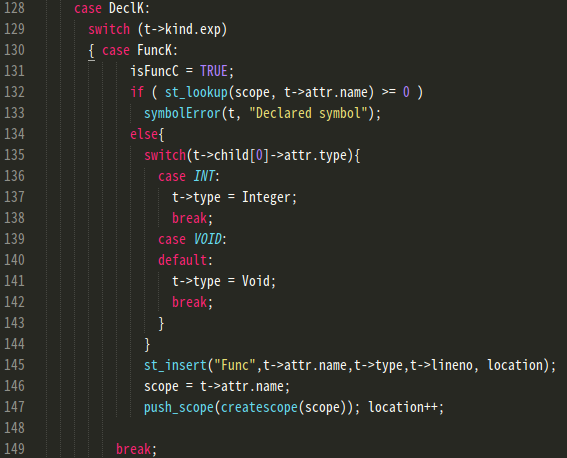 128 case DeclK:
129 switch (t->kind.exp)
130 { case FuncK:
131 isFuncC = TRUE;
132 if ( st_lookup(scope, t->attr.name) >= 0 )
133 symbolError(t, "Declared symbol");
134 else{
135 switch(t->child[0]->attr.type){
136 case INT:
137 t->type = Integer;
138 break;
139 case VOID:
140 default:
141 t->type = Void;
142 break;
143 }
144 }
145 st_insert("Func",t->attr.name,t->type,t->lineno, location);
146 scope = t->attr.name;
147 push_scope(createscope(scope)); location++;
148
149 break;